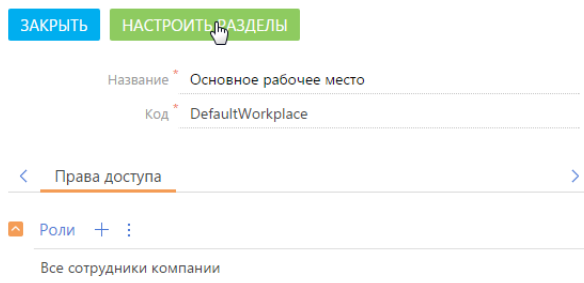 ЗАКРЫТЬ НАСТРОИТЬ РАЗДЕЛЫ
Название * Основное рабочее место
Код * DefaultWorkplace
Права доступа
Роли
Все сотрудники компании